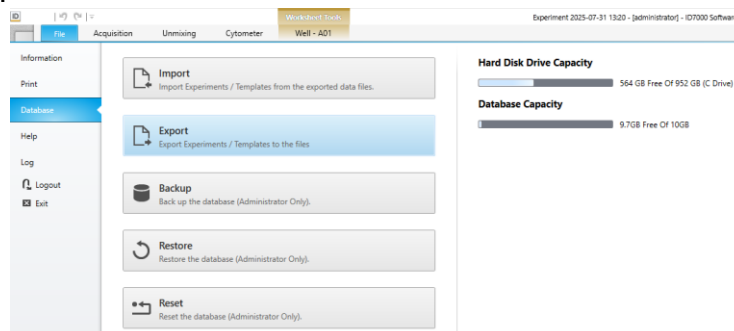 Worksheet Tools
Experiment 2025-07-31 13:20 - [administrator] - ID7000 Softwar
File
Acquisition
Unmixing
Cytometer
Well - A01
Information
Print
Database
Help
Log
Logout
Exit
Import
Import Experiments / Templates from the exported data files.
Export
Export Experiments / Templates to the files
Backup
Back up the database (Administrator Only).
Restore
Restore the database (Administrator Only).
Reset
Reset the database (Administrator Only).
Hard Disk Drive Capacity
564 GB Free Of 952 GB (C Drive)
Database Capacity
9.7GB Free Of 10GB